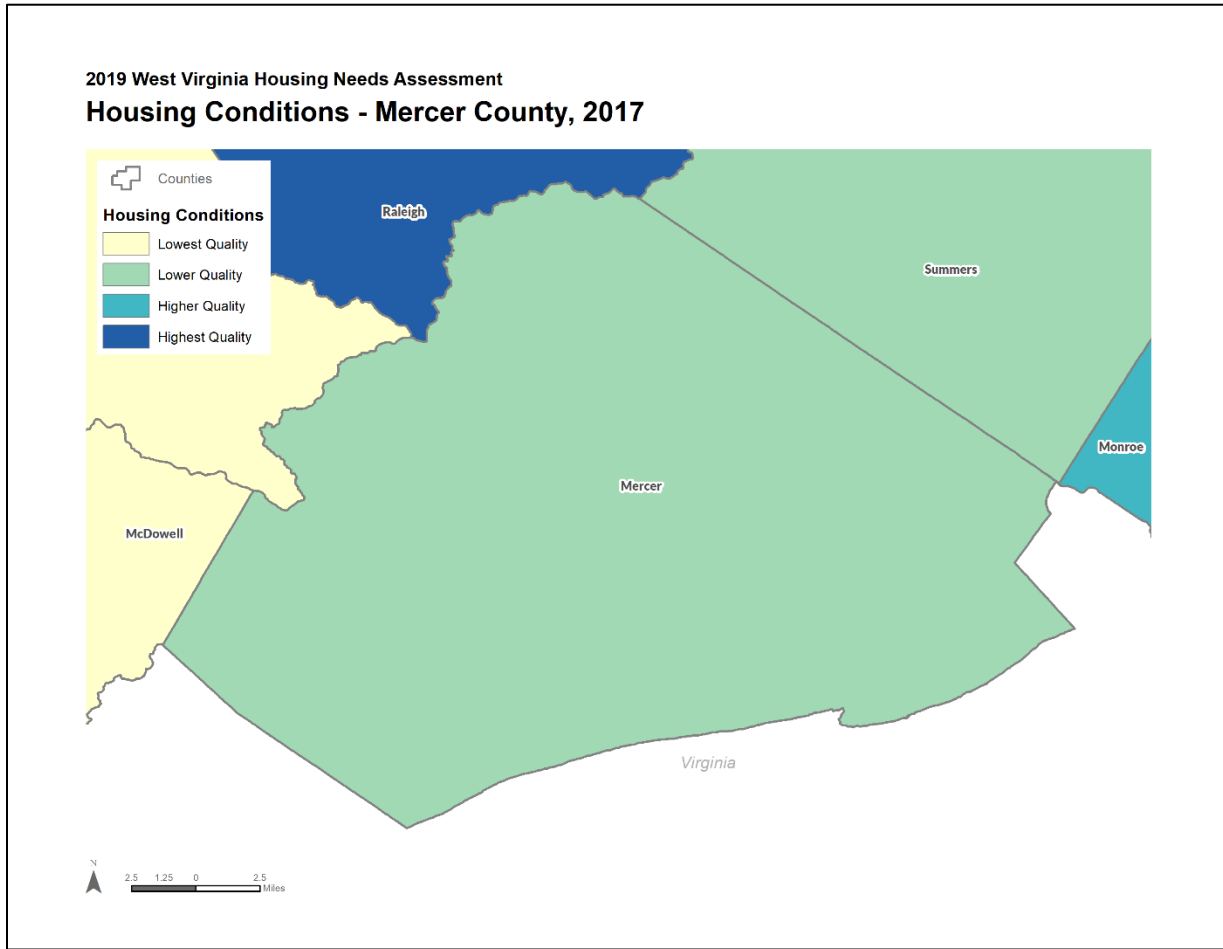 2019 West Virginia Housing Needs Assessment
Housing Conditions - Mercer County, 2017
Counties
Housing Conditions
Lowest Quality
Lower Quality
Higher Quality
Highest Quality
Raleigh
Summers
Monroe
Mercer
McDowell
Virginia
N
2.5 1.25 0 2.5
Miles